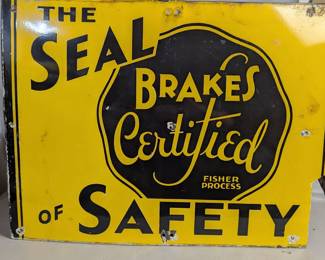 THE
SEAL
BRAKES
Certified
FISHER
PROCESS
OF SAFETY